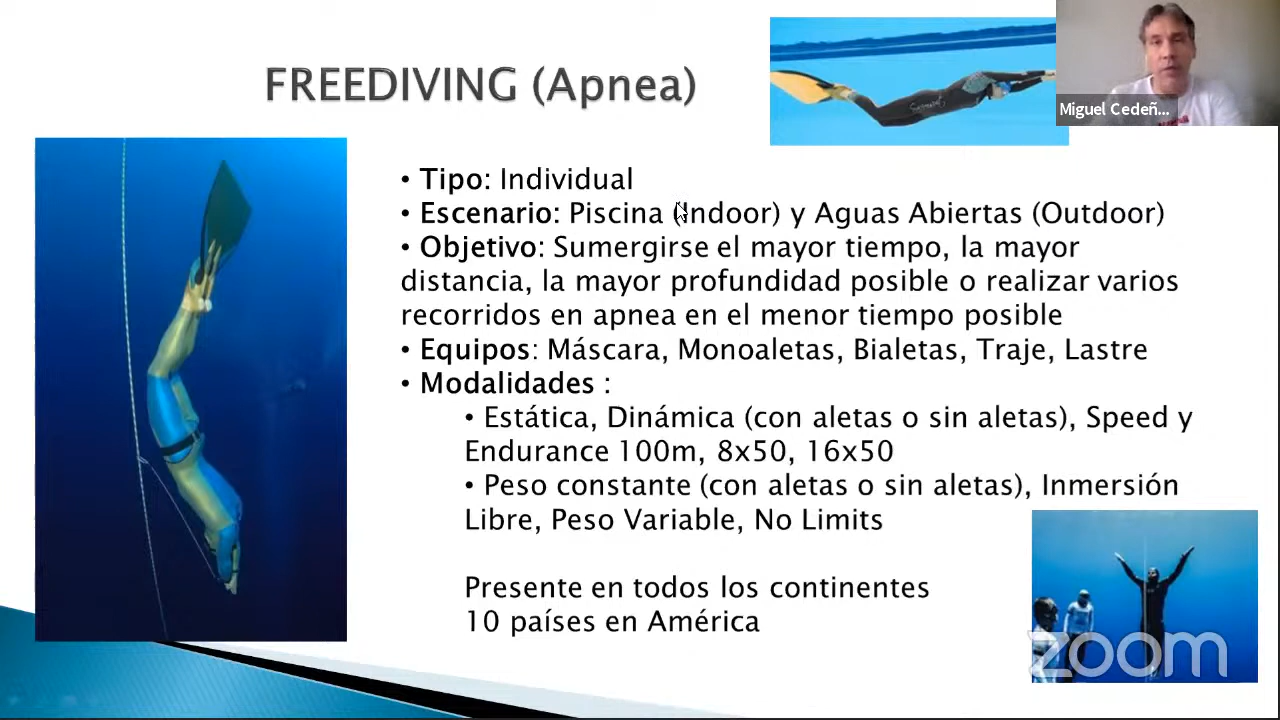 FREEDIVING (Apnea)
Miguel Cedeñ...
• Tipo: Individual
• Escenario: Piscina (Indoor) y Aguas Abiertas (Outdoor)
• Objetivo: Sumergirse el mayor tiempo, la mayor
distancia, la mayor profundidad posible o realizar varios
recorridos en apnea en el menor tiempo posible
• Equipos: Máscara, Monoaletas, Bialetas, Traje, Lastre
• Modalidades :
• Estática, Dinámica (con aletas o sin aletas), Speed y
Endurance 100m, 8x50, 16x50
• Peso constante (con aletas o sin aletas), Inmersión
Libre, Peso Variable, No Limits
Presente en todos los continentes
10 países en América
zoom